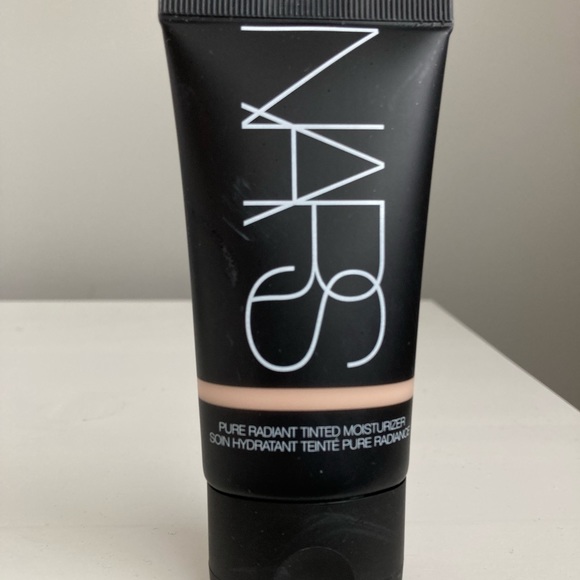 NARS
PURE RADIANT TINTED MOISTURIZER
SOIN HYDRATANT TEINTÉ PURE RADIANCE